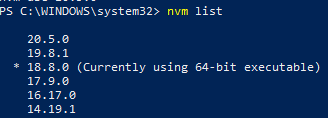 PS C:\WINDOWS\system32> nvm list
20.5.0
19.8.1
* 18.8.0 (Currently using 64-bit executable)
17.9.0
16.17.0
14.19.1